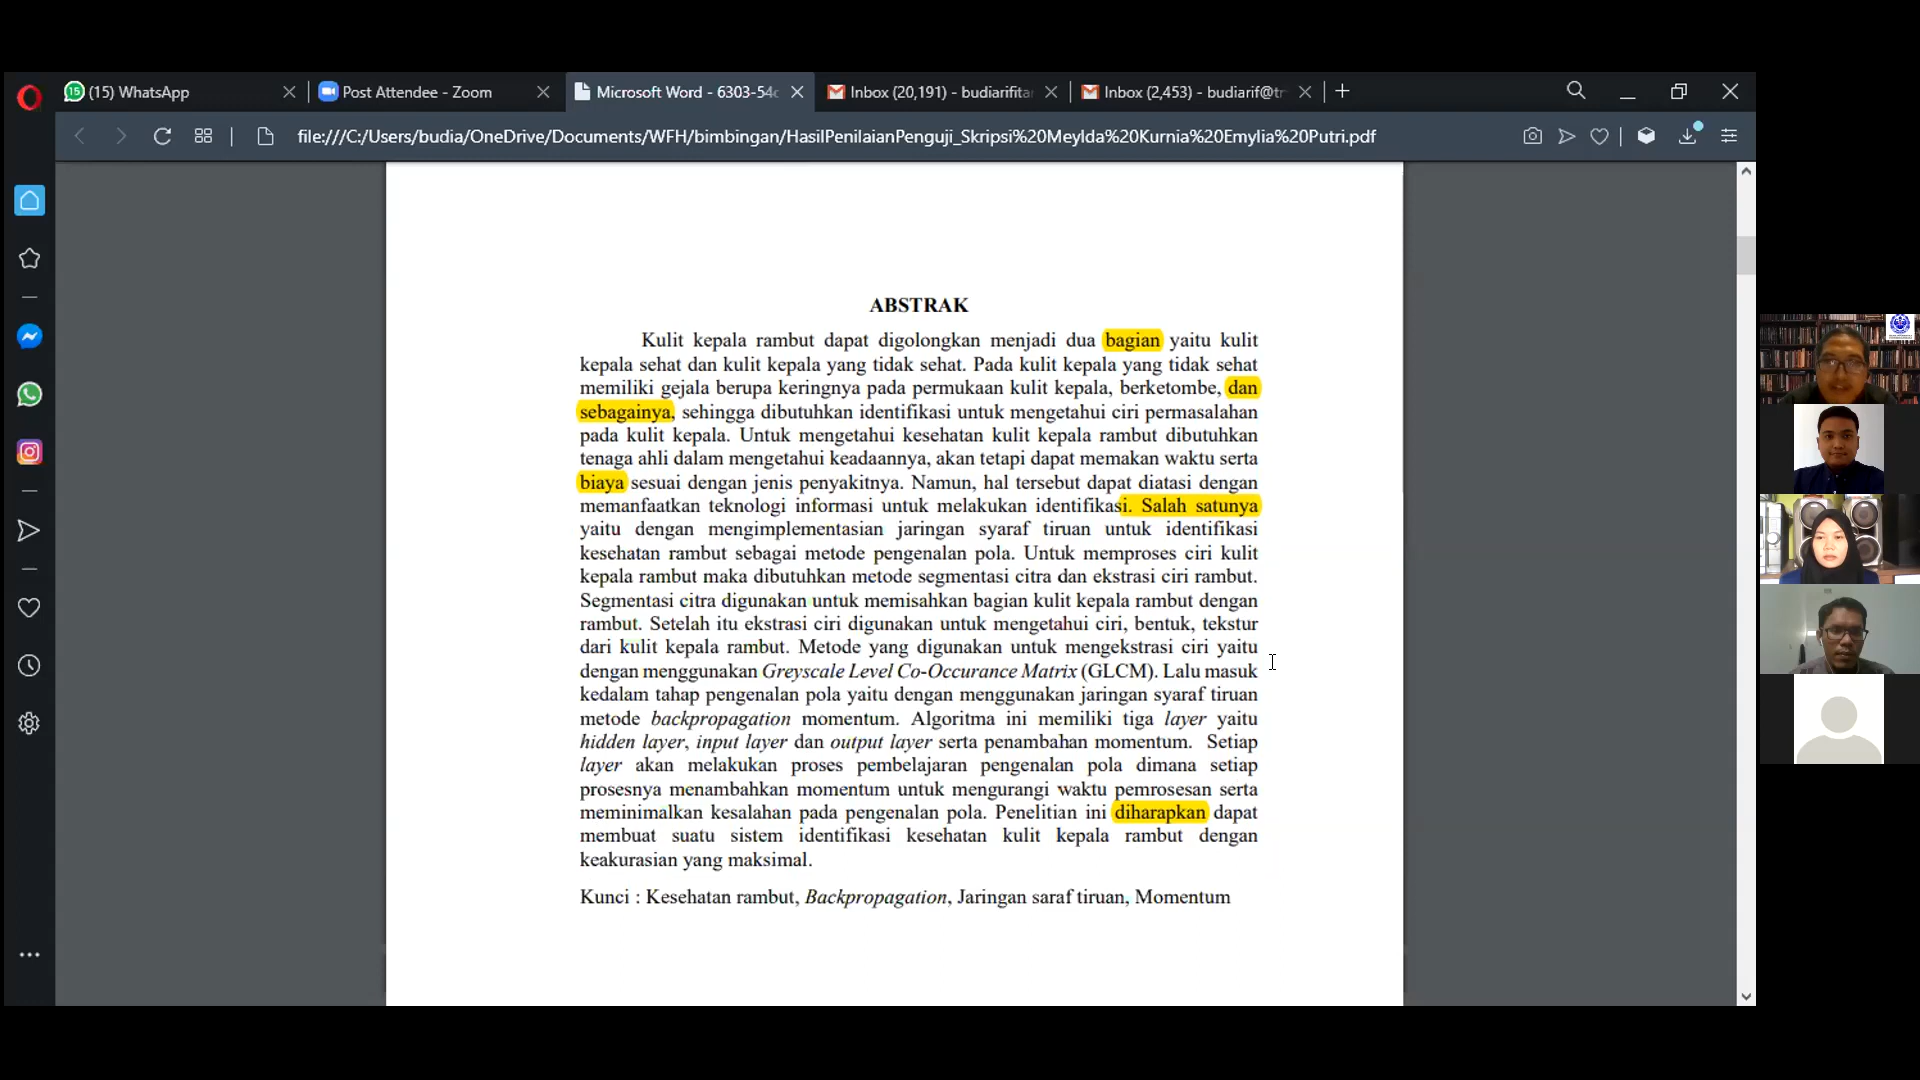 (15) WhatsApp
Post Attendee - Zoom
Microsoft Word - 6303-54
Inbox (20,191) - budiarifita
Inbox (2,453) - budiarif@tr
file:///C:/Users/budia/OneDrive/Documents/WFH/bimbingan/HasilPenilaianPenguji_Skripsi%20Meylda%20Kurnia%20Emylia%20Putri.pdf
ABSTRAK
Kulit kepala rambut dapat digolongkan menjadi dua bagian yaitu kulit
kepala sehat dan kulit kepala yang tidak sehat. Pada kulit kepala yang tidak sehat
memiliki gejala berupa keringnya pada permukaan kulit kepala, berketombe, dan
sebagainya, sehingga dibutuhkan identifikasi untuk mengetahui ciri permasalahan
pada kulit kepala. Untuk mengetahui kesehatan kulit kepala rambut dibutuhkan
tenaga ahli dalam mengetahui keadaannya, akan tetapi dapat memakan waktu serta
biaya sesuai dengan jenis penyakitnya. Namun, hal tersebut dapat diatasi dengan
memanfaatkan teknologi informasi untuk melakukan identifikasi. Salah satunya
yaitu dengan mengimplementasian jaringan syaraf tiruan untuk identifikasi
kesehatan rambut sebagai metode pengenalan pola. Untuk memproses ciri kulit
kepala rambut maka dibutuhkan metode segmentasi citra dan ekstrasi ciri rambut.
Segmentasi citra digunakan untuk memisahkan bagian kulit kepala rambut dengan
rambut. Setelah itu ekstrasi ciri digunakan untuk mengetahui ciri, bentuk, tekstur
dari kulit kepala rambut. Metode yang digunakan untuk mengekstrasi ciri yaitu
dengan menggunakan Greyscale Level Co-Occurance Matrix (GLCM). Lalu masuk
kedalam tahap pengenalan pola yaitu dengan menggunakan jaringan syaraf tiruan
metode backpropagation momentum. Algoritma ini memiliki tiga layer yaitu
hidden layer, input layer dan output layer serta penambahan momentum. Setiap
layer akan melakukan proses pembelajaran pengenalan pola dimana setiap
prosesnya menambahkan momentum untuk mengurangi waktu pemrosesan serta
meminimalkan kesalahan pada pengenalan pola. Penelitian ini diharapkan dapat
membuat suatu sistem identifikasi kesehatan kulit kepala rambut dengan
keakurasian yang maksimal.
Kunci : Kesehatan rambut, Backpropagation, Jaringan saraf tiruan, Momentum